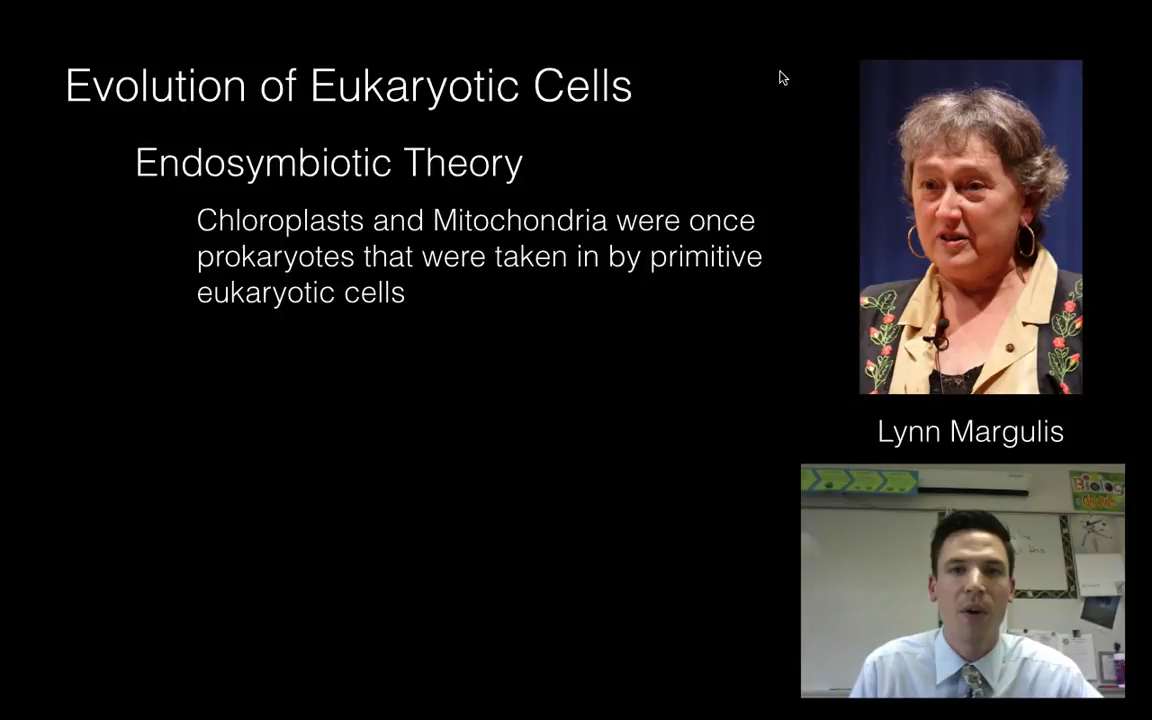 Evolution of Eukaryotic Cells
Endosymbiotic Theory
Chloroplasts and Mitochondria were once
prokaryotes that were taken in by primitive
eukaryotic cells
Lynn Margulis
Biology